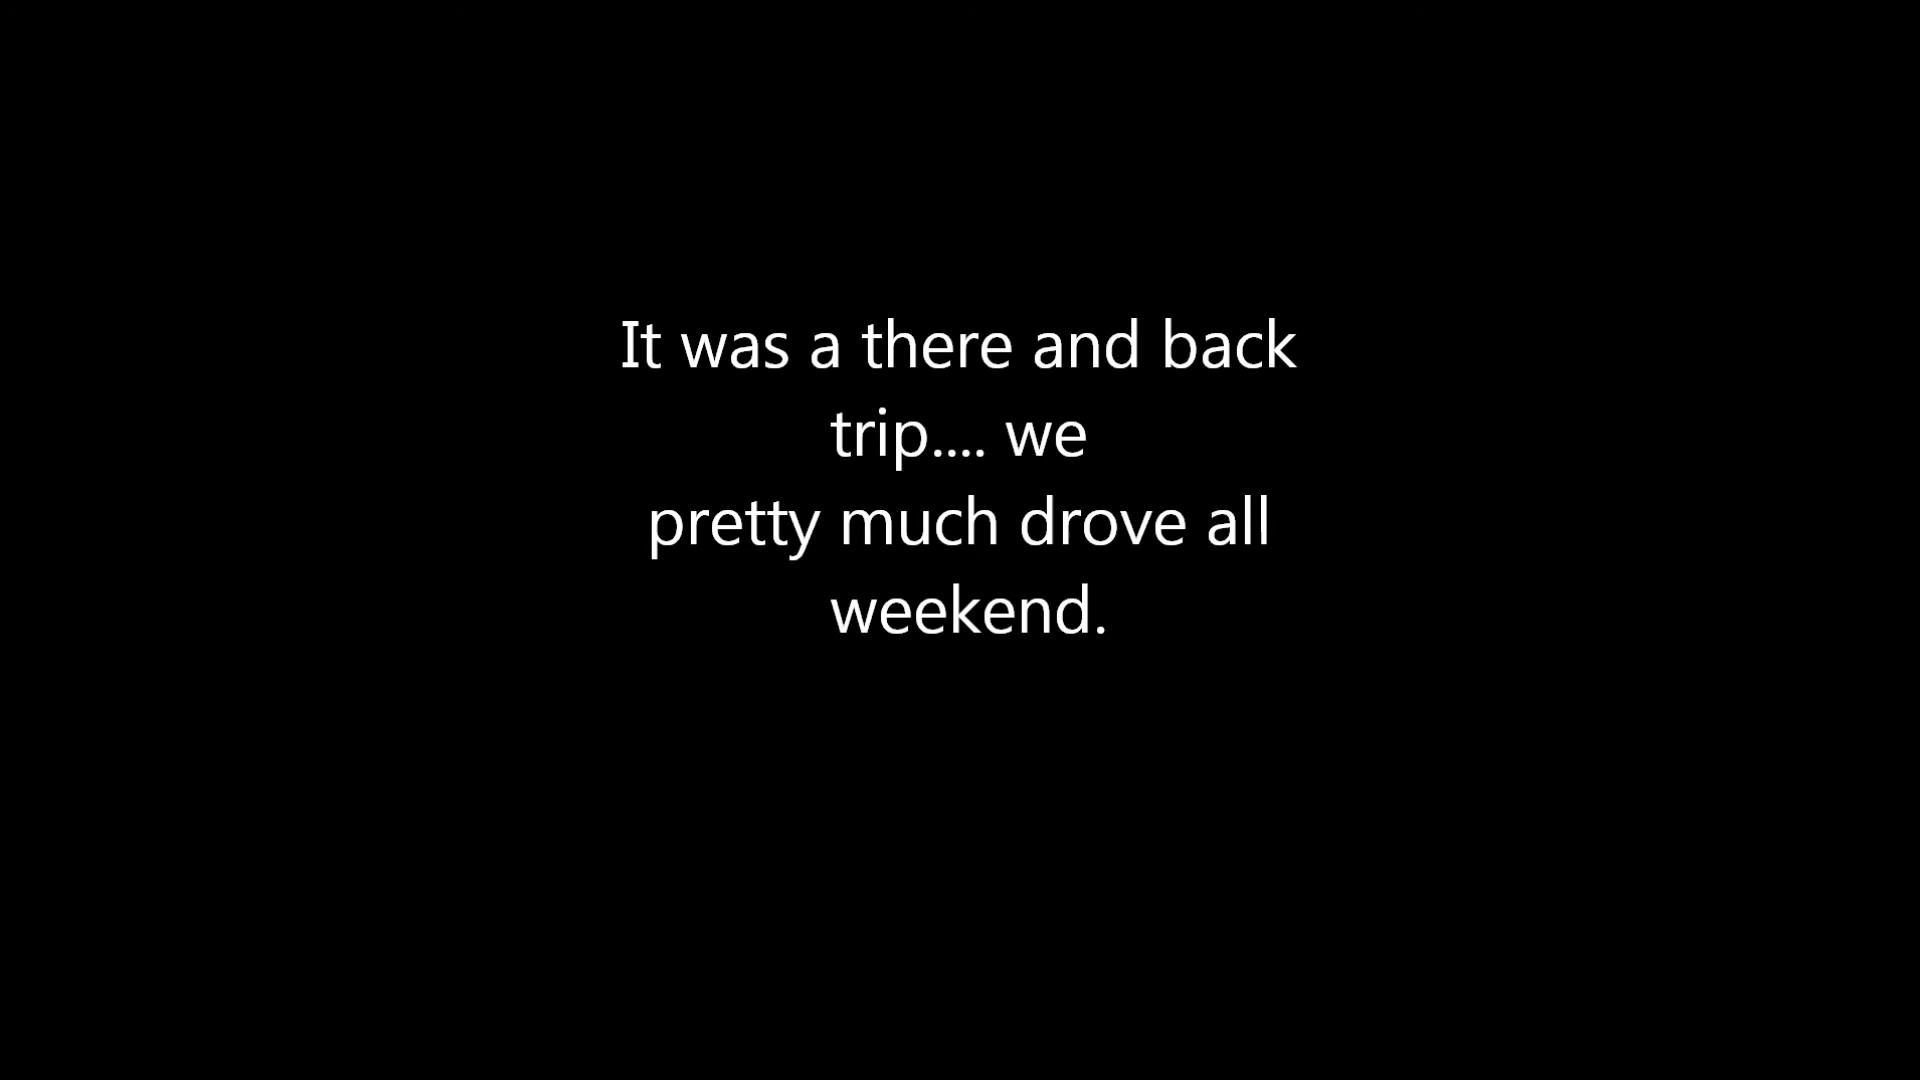 It was a there and back
trip.... we
pretty much drove all
weekend.